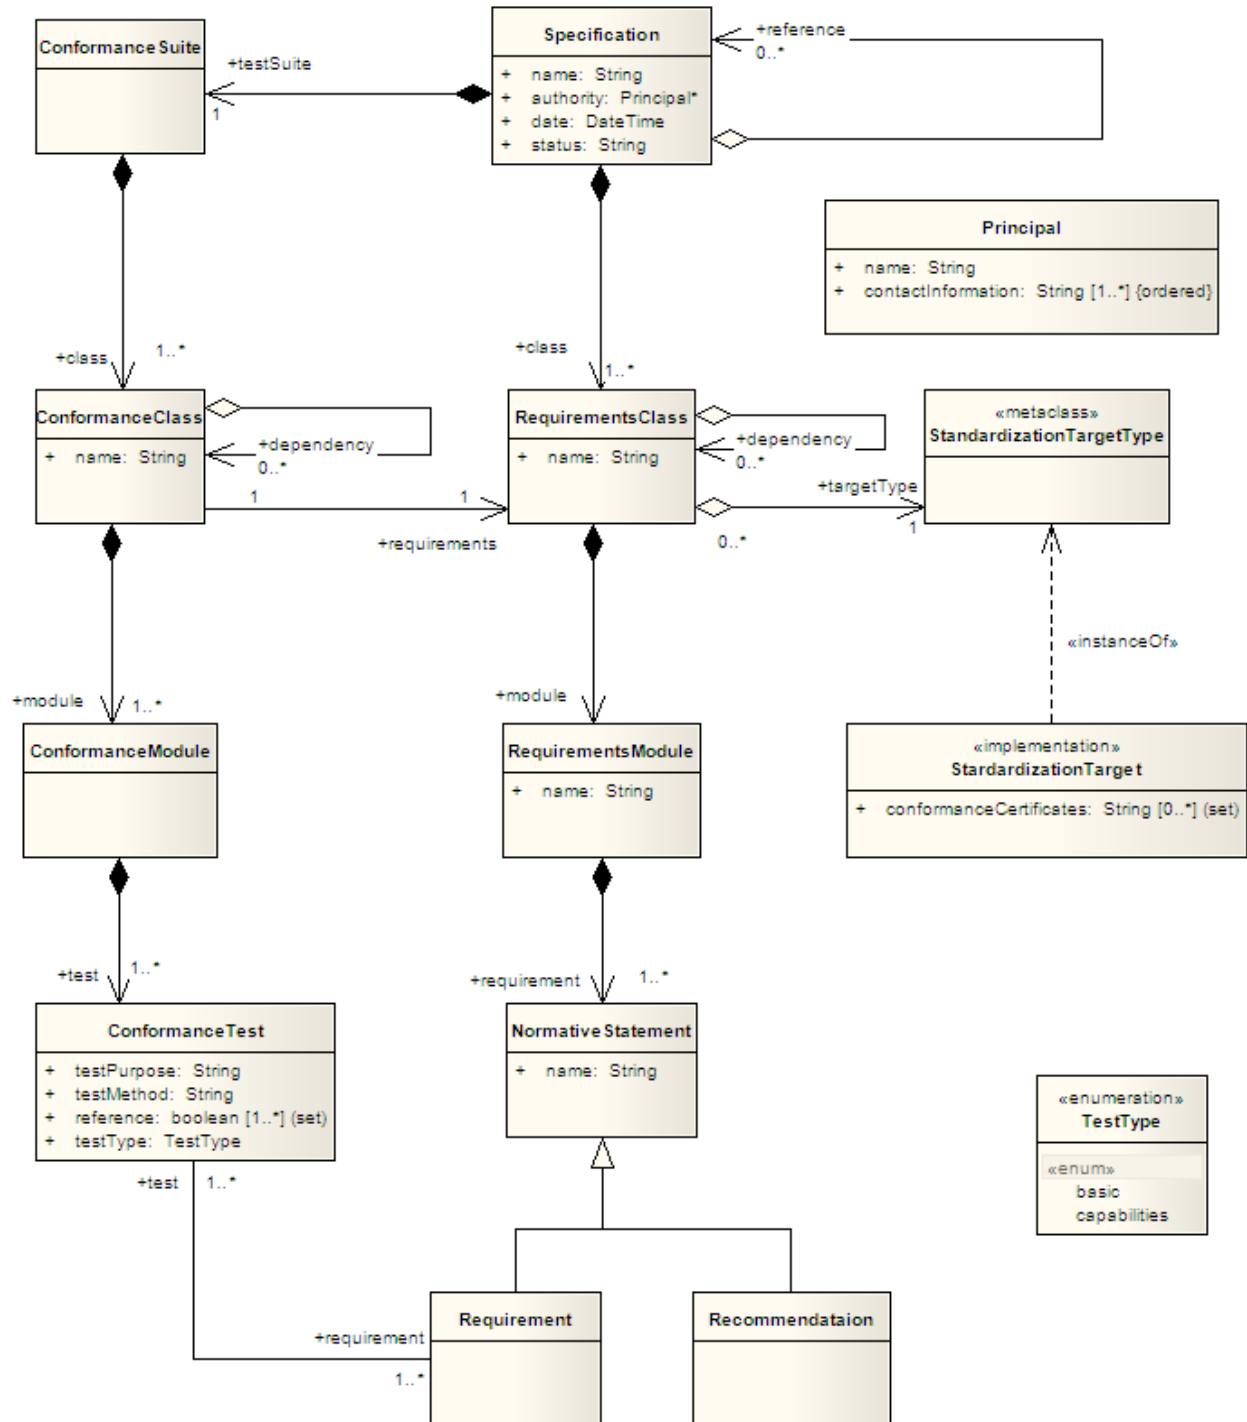 ConformanceSuite
+testSuite
1
Specification
+ name: String
+ authority: Principal*
+ date: DateTime
+ status: String
+reference
0..*
Principal
+ name: String
+ contactInformation: String [1..*] {ordered}
+class
1..*
+class
1..*
ConformanceClass
+ name: String
+dependency
0..*
RequirementsClass
+ name: String
+dependency
0..*
«metaclass»
StandardizationTargetType
1
1
+requirements
+targetType
0..*
1
«instanceOf»
+module
1..*
+module
ConformanceModule
RequirementsModule
+ name: String
«implementation»
StardardizationTarget
+ conformanceCertificates: String [0..*] (set)
+test
1..*
+requirement
1..*
ConformanceTest
+ testPurpose: String
+ testMethod: String
+ reference: boolean [1..*] (set)
+ testType: TestType
NormativeStatement
+ name: String
«enumeration»
TestType
«enum»
basic
capabilities
+test
1..*
+requirement
1..*
Requirement
Recommendataion